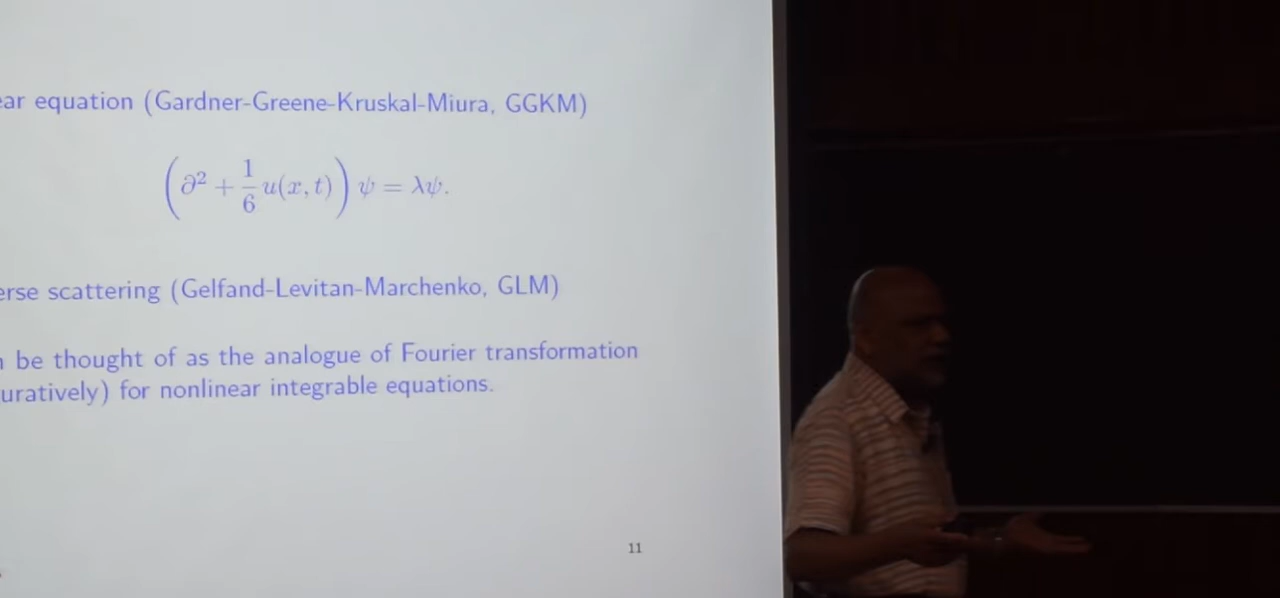 ar equation (Gardner-Greene-Kruskal-Miura, GGKM)
(∂² + 1/6 u(x, t)) ψ = λψ.
erse scattering (Gelfand-Levitan-Marchenko, GLM)
be thought of as the analogue of Fourier transformation
uratively) for nonlinear integrable equations.
11